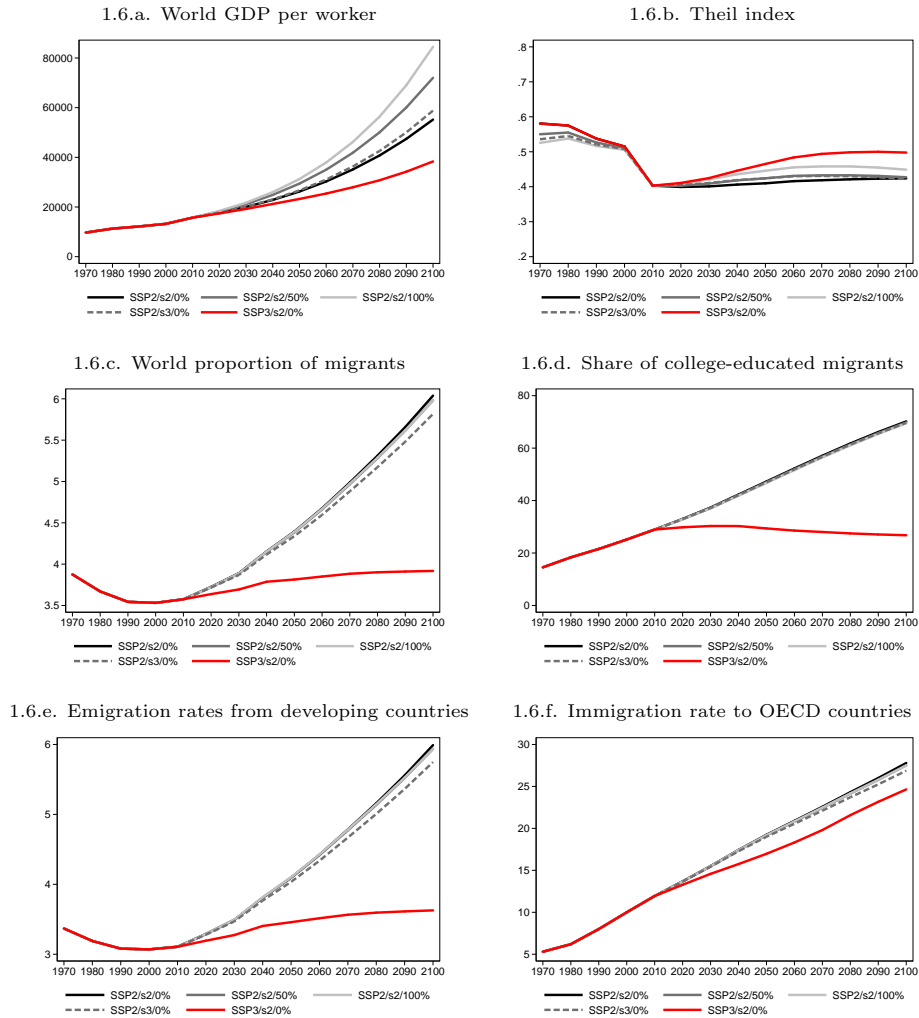 1.6.a. World GDP per worker
80000
60000
40000
20000
0
1970 1980 1990 2000 2010 2020 2030 2040 2050 2060 2070 2080 2090 2100
SSP2/s2/0% SSP2/s2/50% SSP2/s2/100%
SSP2/s3/0% SSP3/s2/0%
1.6.b. Theil index
.8
.7
.6
.5
.4
.3
.2
1970 1980 1990 2000 2010 2020 2030 2040 2050 2060 2070 2080 2090 2100
SSP2/s2/0% SSP2/s2/50% SSP2/s2/100%
SSP2/s3/0% SSP3/s2/0%
1.6.c. World proportion of migrants
6
5.5
5
4.5
4
3.5
1970 1980 1990 2000 2010 2020 2030 2040 2050 2060 2070 2080 2090 2100
SSP2/s2/0% SSP2/s2/50% SSP2/s2/100%
SSP2/s3/0% SSP3/s2/0%
1.6.d. Share of college-educated migrants
80
60
40
20
0
1970 1980 1990 2000 2010 2020 2030 2040 2050 2060 2070 2080 2090 2100
SSP2/s2/0% SSP2/s2/50% SSP2/s2/100%
SSP2/s3/0% SSP3/s2/0%
1.6.e. Emigration rates from developing countries
6
5
4
3
1970 1980 1990 2000 2010 2020 2030 2040 2050 2060 2070 2080 2090 2100
SSP2/s2/0% SSP2/s2/50% SSP2/s2/100%
SSP2/s3/0% SSP3/s2/0%
1.6.f. Immigration rate to OECD countries
30
25
20
15
10
5
1970 1980 1990 2000 2010 2020 2030 2040 2050 2060 2070 2080 2090 2100
SSP2/s2/0% SSP2/s2/50% SSP2/s2/100%
SSP2/s3/0% SSP3/s2/0%